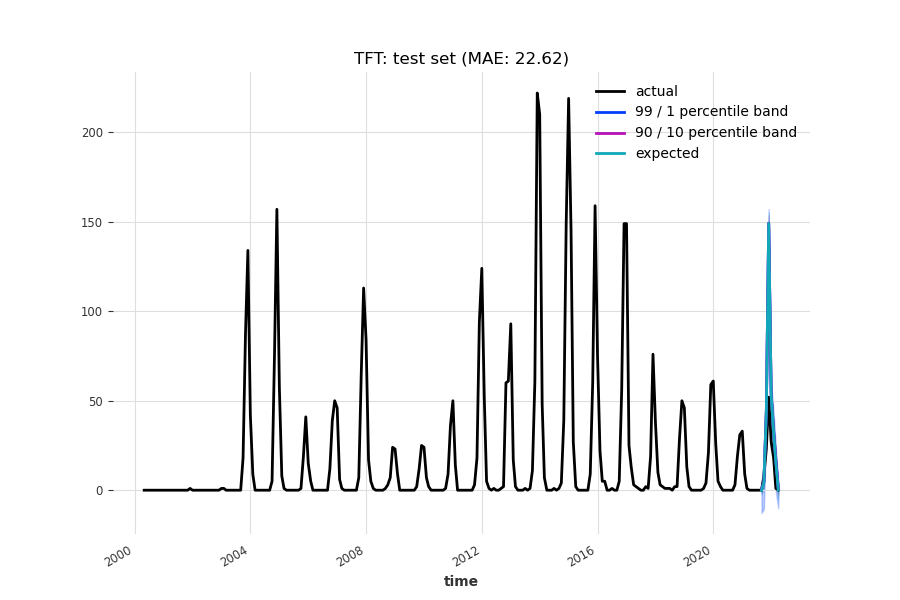 TFT: test set (MAE: 22.62)
actual
99 / 1 percentile band
90 / 10 percentile band
expected
200
150
100
50
0
2000
2004
2008
2012
2016
2020
time